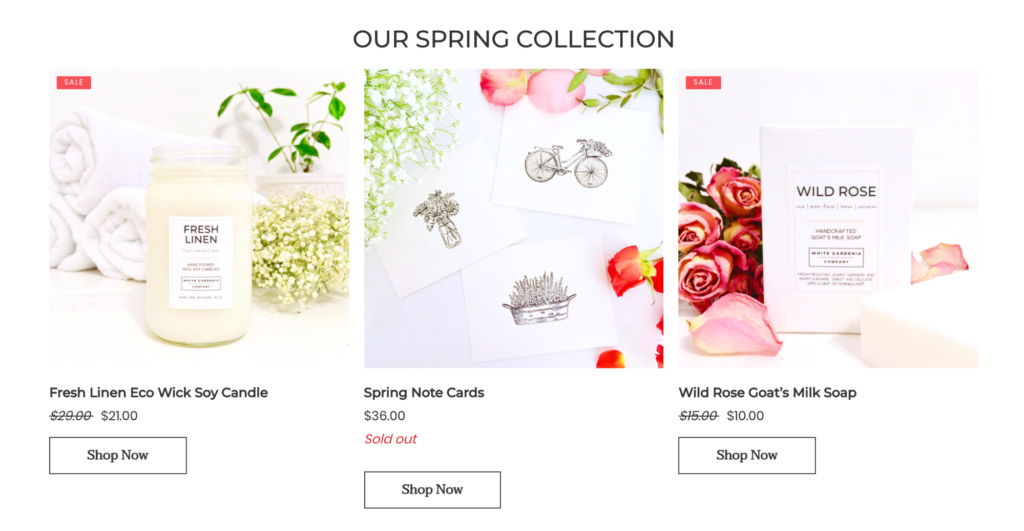 OUR SPRING COLLECTION
SALE
FRESH
LINEN
HAND POURED
100% SOY CANDLES
WHITE GARDENIA
COMPANY
SALE
WILD ROSE
HANDCRAFTED
GOAT'S MILK SOAP
WHITE GARDENIA
COMPANY
Fresh Linen Eco Wick Soy Candle
$29.00 $21.00
Shop Now
Spring Note Cards
$36.00
Sold out
Shop Now
Wild Rose Goat's Milk Soap
$15.00 $10.00
Shop Now